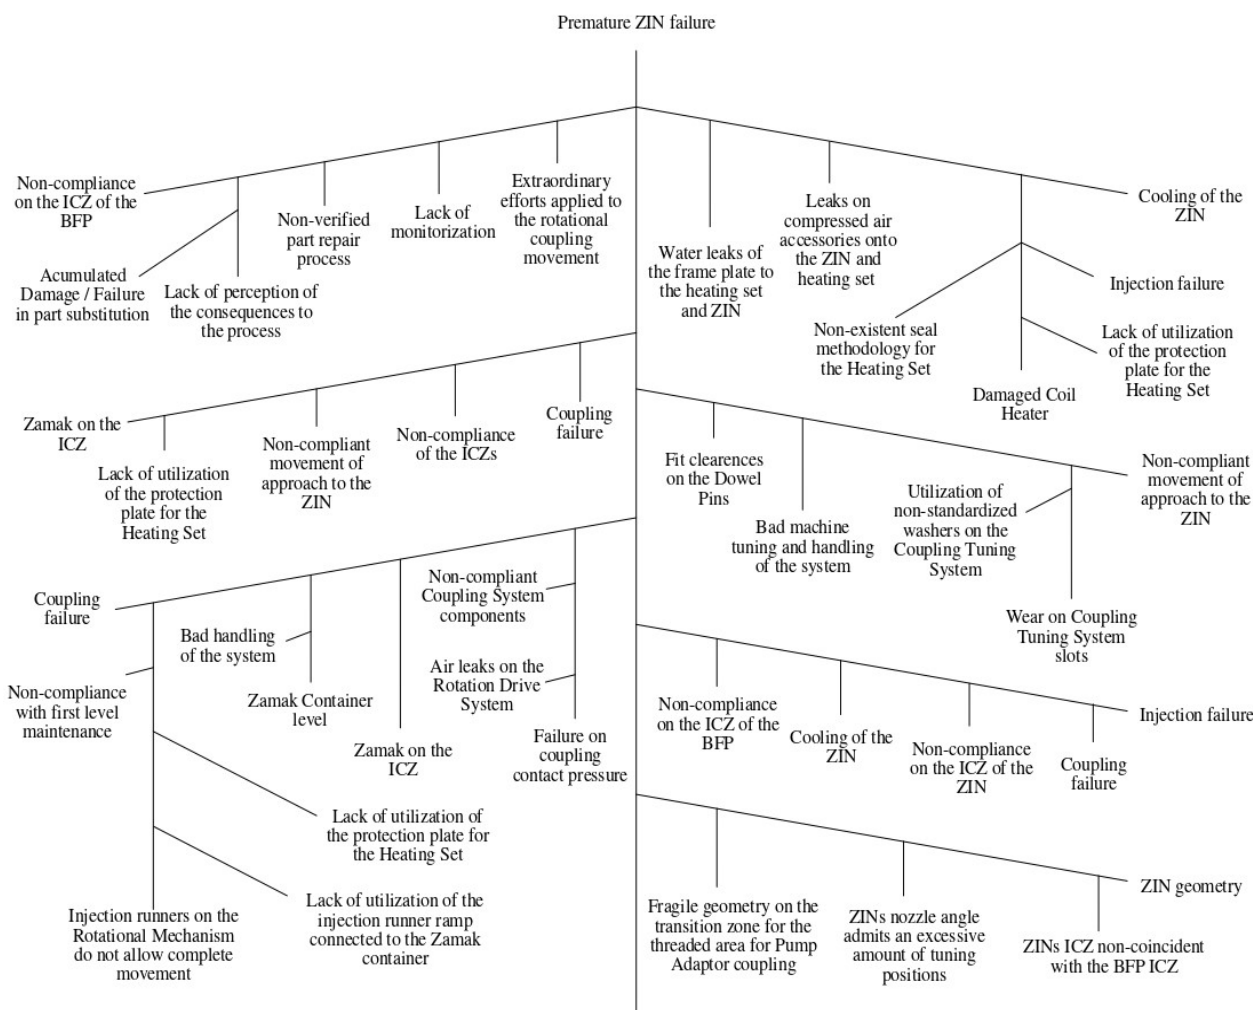 Premature ZIN failure
Non-compliance
on the ICZ of the
BFP
Acumulated
Damage / Failure
in part substitution
Lack of perception of
the consequences to
the process
Non-verified
part repair
process
Lack of
monitorization
Extraordinary
efforts applied to
the rotational
coupling
movement
Water leaks of
the frame plate to
the heating set
and ZIN
Leaks on
compressed air
accessories onto
the ZIN and
heating set
Cooling of the
ZIN
Injection failure
Non-existent seal
methodology for
the Heating Set
Lack of utilization
of the protection
plate for the
Heating Set
Damaged Coil
Heater
Zamak on the
ICZ
Lack of utilization
of the protection
plate for the
Heating Set
Non-compliant
movement of
approach to the
ZIN
Non-compliance
of the ICZs
Coupling
failure
Fit clearences
on the Dowel
Pins
Bad machine
tuning and handling
of the system
Utilization of
non-standardized
washers on the
Coupling Tuning
System
Non-compliant
movement of
approach to the
ZIN
Wear on Coupling
Tuning System
slots
Coupling
failure
Non-compliance
with first level
maintenance
Bad handling
of the system
Zamak Container
level
Zamak on the
ICZ
Non-compliant
Coupling System
components
Air leaks on the
Rotation Drive
System
Failure on
coupling
contact pressure
Lack of utilization of
the protection plate for
the Heating Set
Lack of utilization of the
injection runner ramp
connected to the Zamak
container
Injection runners on the
Rotational Mechanism
do not allow complete
movement
Non-compliance
on the ICZ of the
BFP
Cooling of the
ZIN
Non-compliance
on the ICZ of the
ZIN
Coupling
failure
Injection failure
Fragile geometry on the
transition zone for the
threaded area for Pump
Adaptor coupling
ZINs nozzle angle
admits an excessive
amount of tuning
positions
ZINs ICZ non-coincident
with the BFP ICZ
ZIN geometry